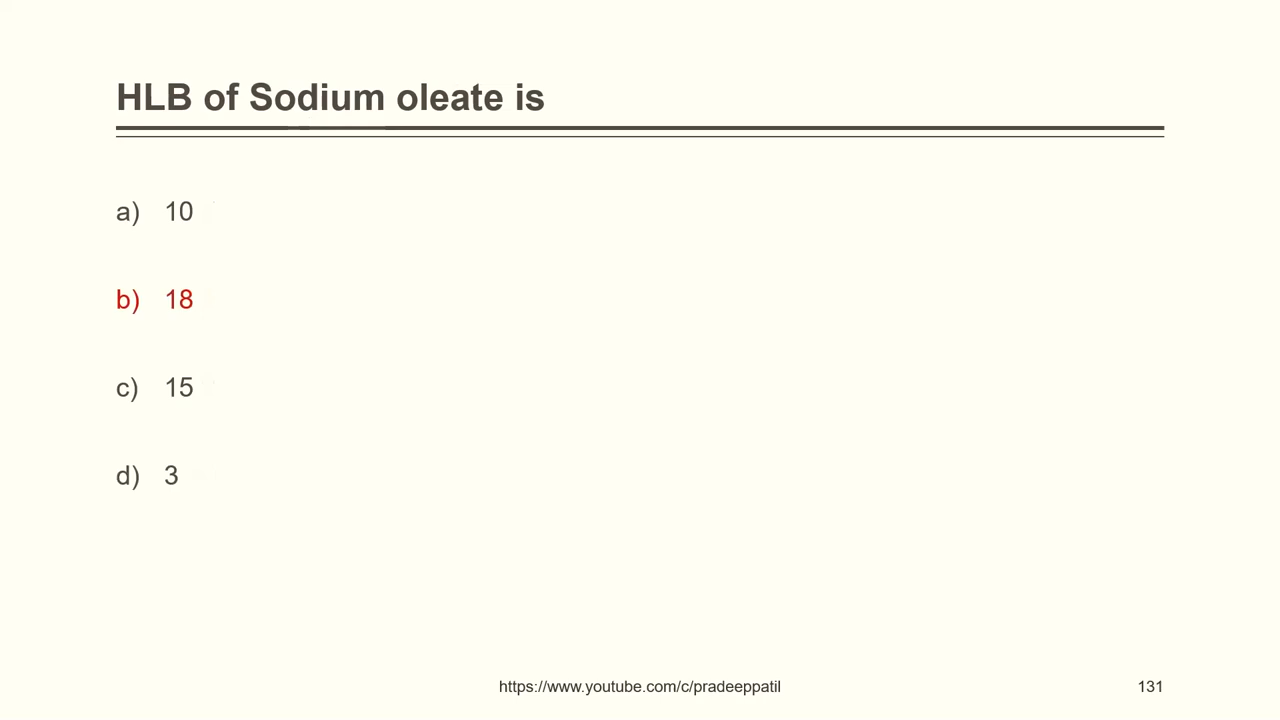 HLB of Sodium oleate is
a) 10
b) 18
c) 15
d) 3
https://www.youtube.com/c/pradeeppatil
131